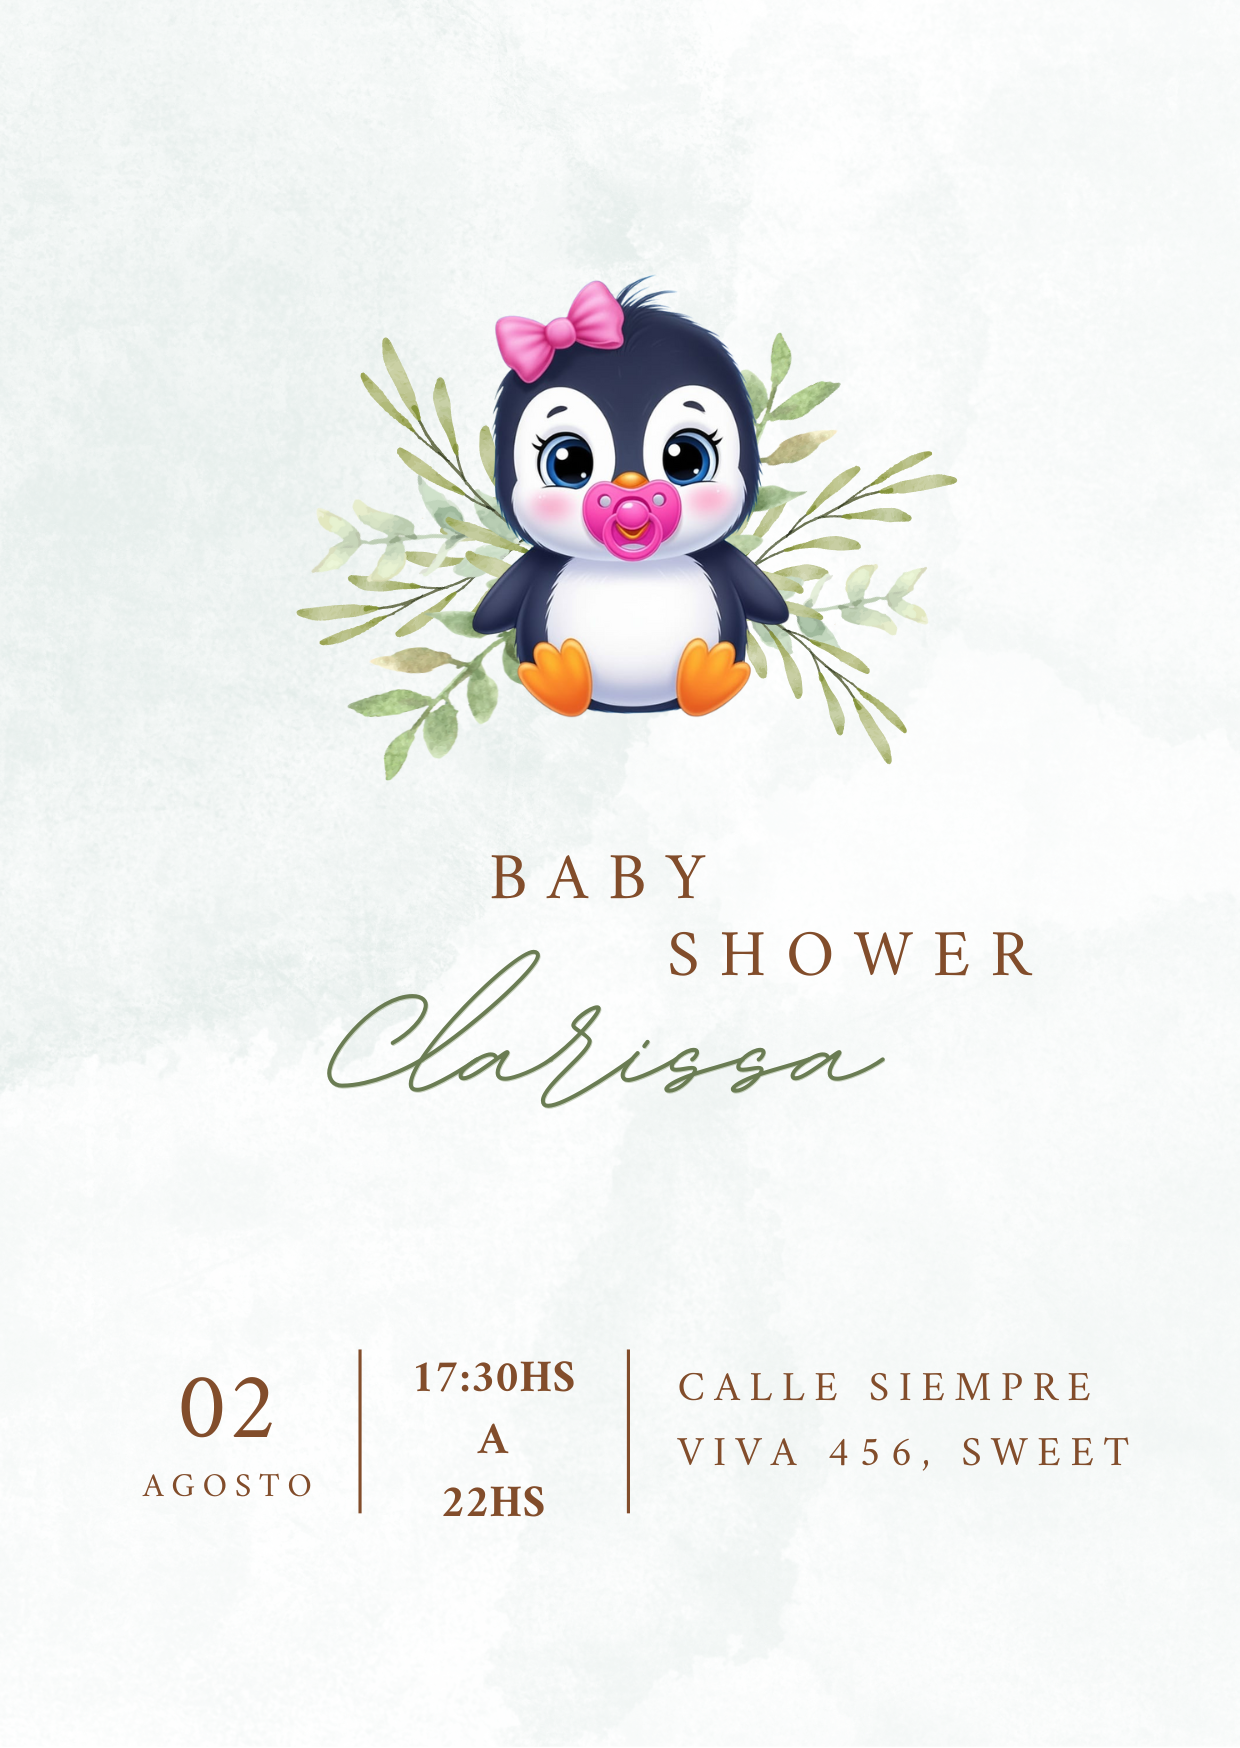 BABY
SHOWER
Clarissa
02
AGOSTO
17:30HS
A
22HS
CALLE SIEMPRE
VIVA 456, SWEET